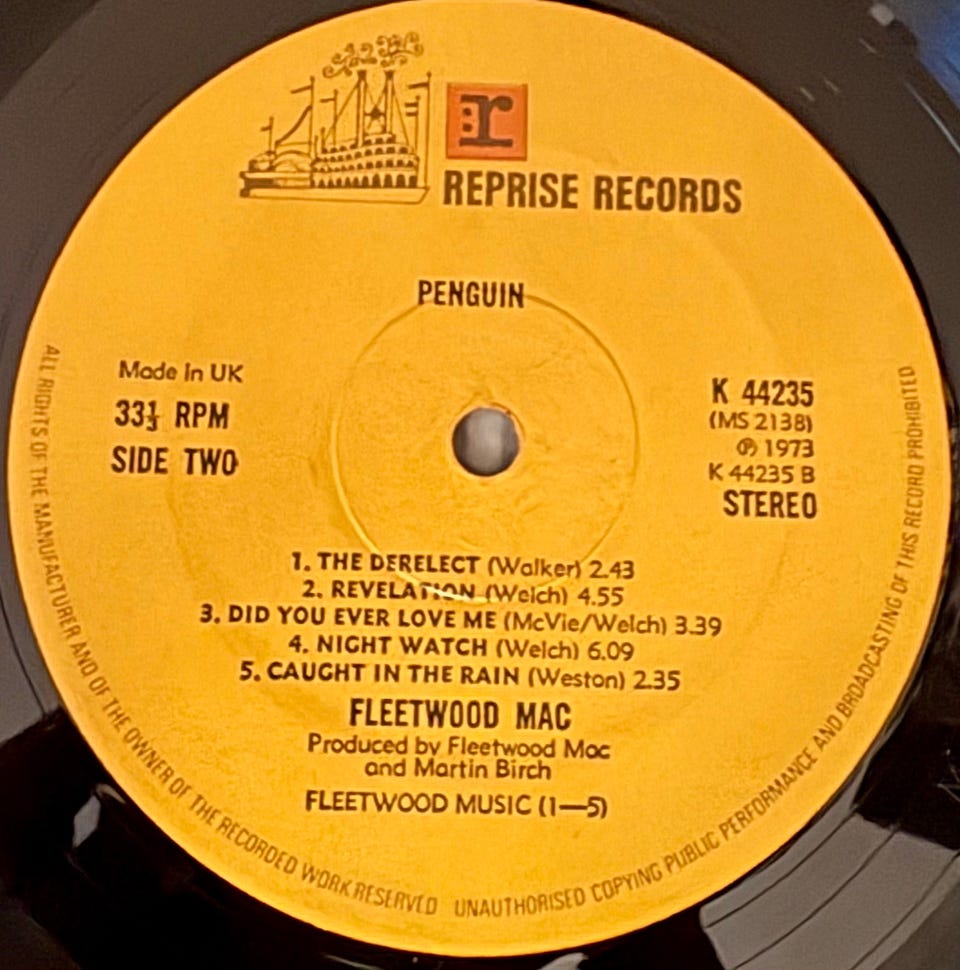 r
REPRISE RECORDS
PENGUIN
Made in UK
33⅓ RPM
SIDE TWO
K 44235
(MS 2138)
℗ 1973
K 44235 B
STEREO
1. THE DERELECT (Walker) 2.43
2. REVELATION (Welch) 4.55
3. DID YOU EVER LOVE ME (McVie/Welch) 3.39
4. NIGHT WATCH (Welch) 6.09
5. CAUGHT IN THE RAIN (Weston) 2.35
FLEETWOOD MAC
Produced by Fleetwood Mac
and Martin Birch
FLEETWOOD MUSIC (1—5)
ALL RIGHTS OF THE MANUFACTURER AND OF THE OWNER OF THE RECORDED WORK RESERVED UNAUTHORISED COPYING PUBLIC PERFORMANCE AND BROADCASTING OF THIS RECORD PROHIBITED